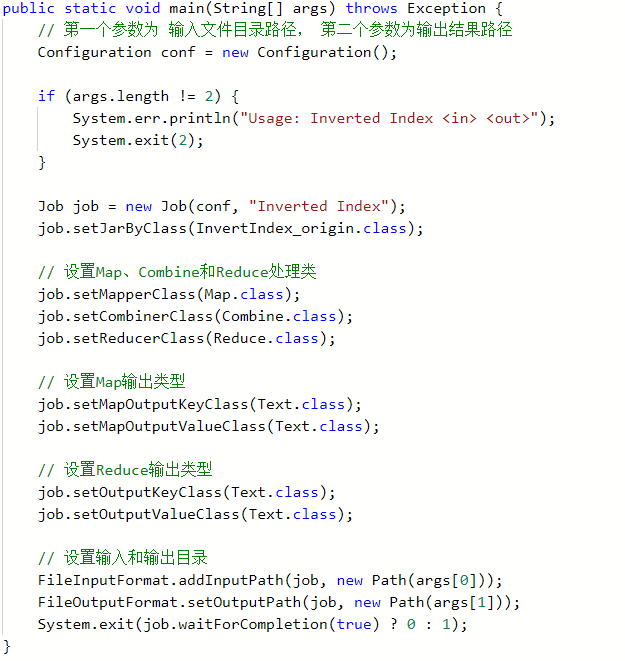 public static void main(String[] args) throws Exception {
// 第一个参数为 输入文件目录路径， 第二个参数为输出结果路径
Configuration conf = new Configuration();
if (args.length != 2) {
System.err.println("Usage: Inverted Index <in> <out>");
System.exit(2);
}
Job job = new Job(conf, "Inverted Index");
job.setJarByClass(InvertIndex_origin.class);
// 设置Map、Combine和Reduce处理类
job.setMapperClass(Map.class);
job.setCombinerClass(Combine.class);
job.setReducerClass(Reduce.class);
// 设置Map输出类型
job.setMapOutputKeyClass(Text.class);
job.setMapOutputValueClass(Text.class);
// 设置Reduce输出类型
job.setOutputKeyClass(Text.class);
job.setOutputValueClass(Text.class);
// 设置输入和输出目录
FileInputFormat.addInputPath(job, new Path(args[0]));
FileOutputFormat.setOutputPath(job, new Path(args[1]));
System.exit(job.waitForCompletion(true) ? 0 : 1);
}